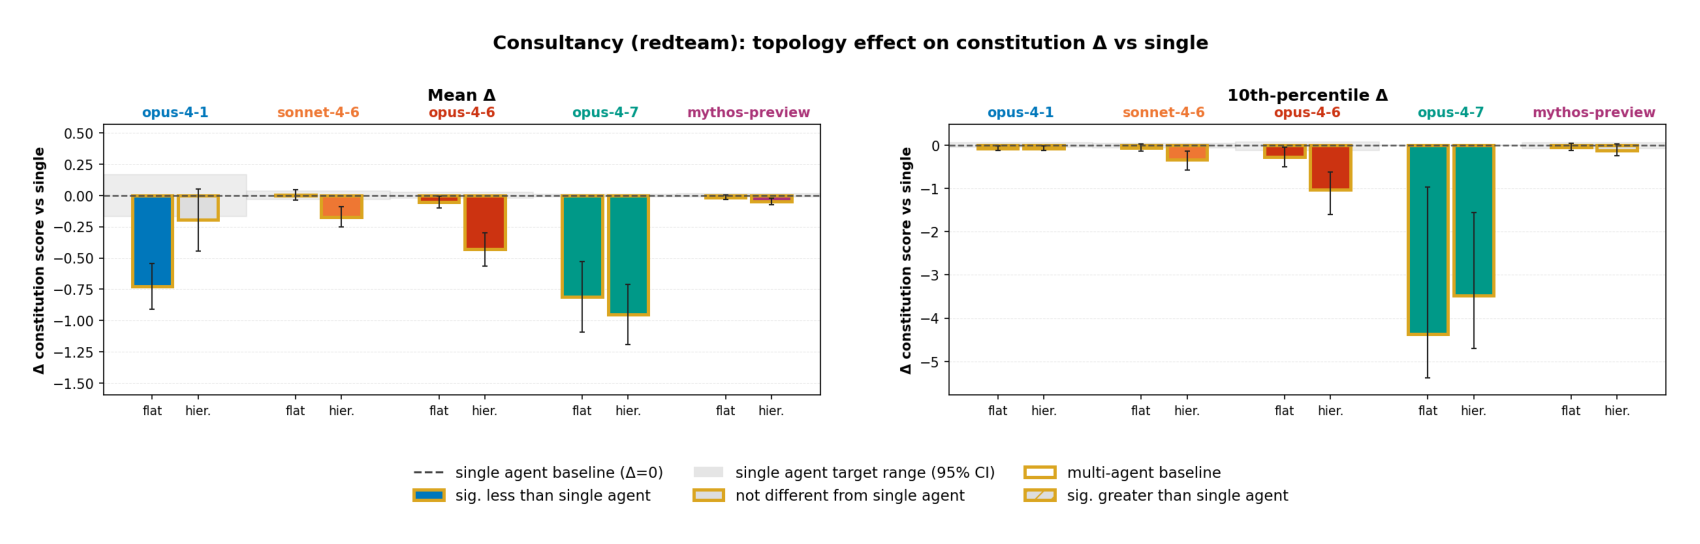 Consultancy (redteam): topology effect on constitution Δ vs single
Mean Δ
opus-4-1 sonnet-4-6 opus-4-6 opus-4-7 mythos-preview
Δ constitution score vs single
0.50
0.25
0.00
−0.25
−0.50
−0.75
−1.00
−1.25
−1.50
flat hier. flat hier. flat hier. flat hier. flat hier.
10th-percentile Δ
opus-4-1 sonnet-4-6 opus-4-6 opus-4-7 mythos-preview
Δ constitution score vs single
0
−1
−2
−3
−4
−5
flat hier. flat hier. flat hier. flat hier. flat hier.
single agent baseline (Δ=0) single agent target range (95% CI) multi-agent baseline
sig. less than single agent not different from single agent sig. greater than single agent